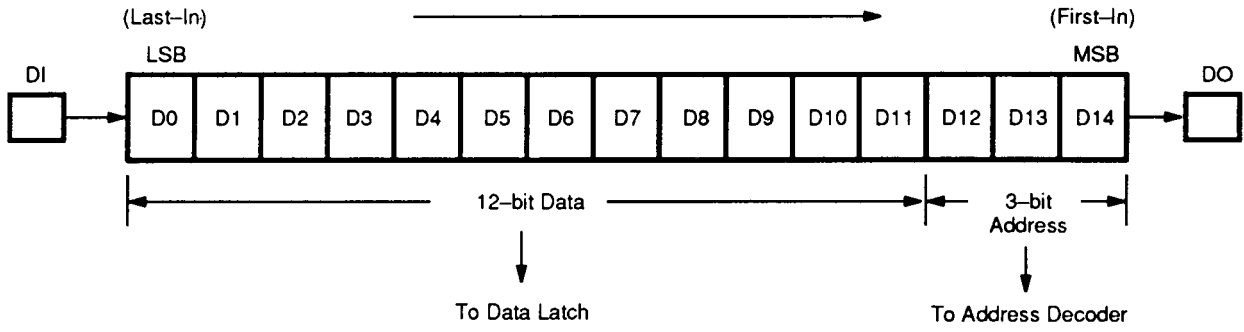 (Last–In) (First–In)
LSB MSB
DI DO
D0 D1 D2 D3 D4 D5 D6 D7 D8 D9 D10 D11 D12 D13 D14
12–bit Data 3–bit
Address
To Data Latch To Address Decoder